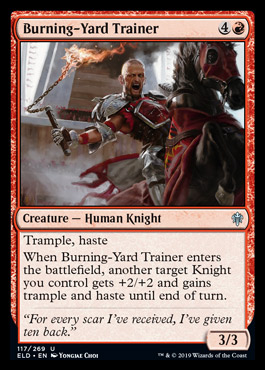 Burning-Yard Trainer 4
Creature — Human Knight
Trample, haste
When Burning-Yard Trainer enters
the battlefield, another target Knight
you control gets +2/+2 and gains
trample and haste until end of turn.
“For every scar I’ve received, I’ve given
ten back.”
3/3
117/269 U
ELD • EN Yongjae Choi
™ & © 2019 Wizards of the Coast